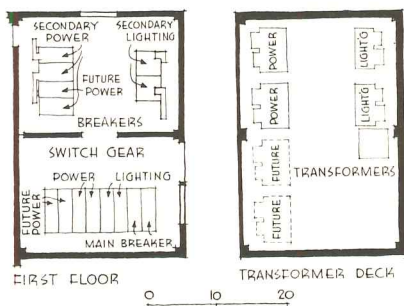 SECONDARY
POWER
SECONDARY
LIGHTING
FUTURE
POWER
BREAKERS
SWITCH GEAR
POWER
LIGHTING
FUTURE
POWER
MAIN BREAKER
FIRST FLOOR
POWER
LIGHT'G
POWER
LIGHT'G
FUTURE
TRANSFORMERS
FUTURE
TRANSFORMER DECK
0 10 20